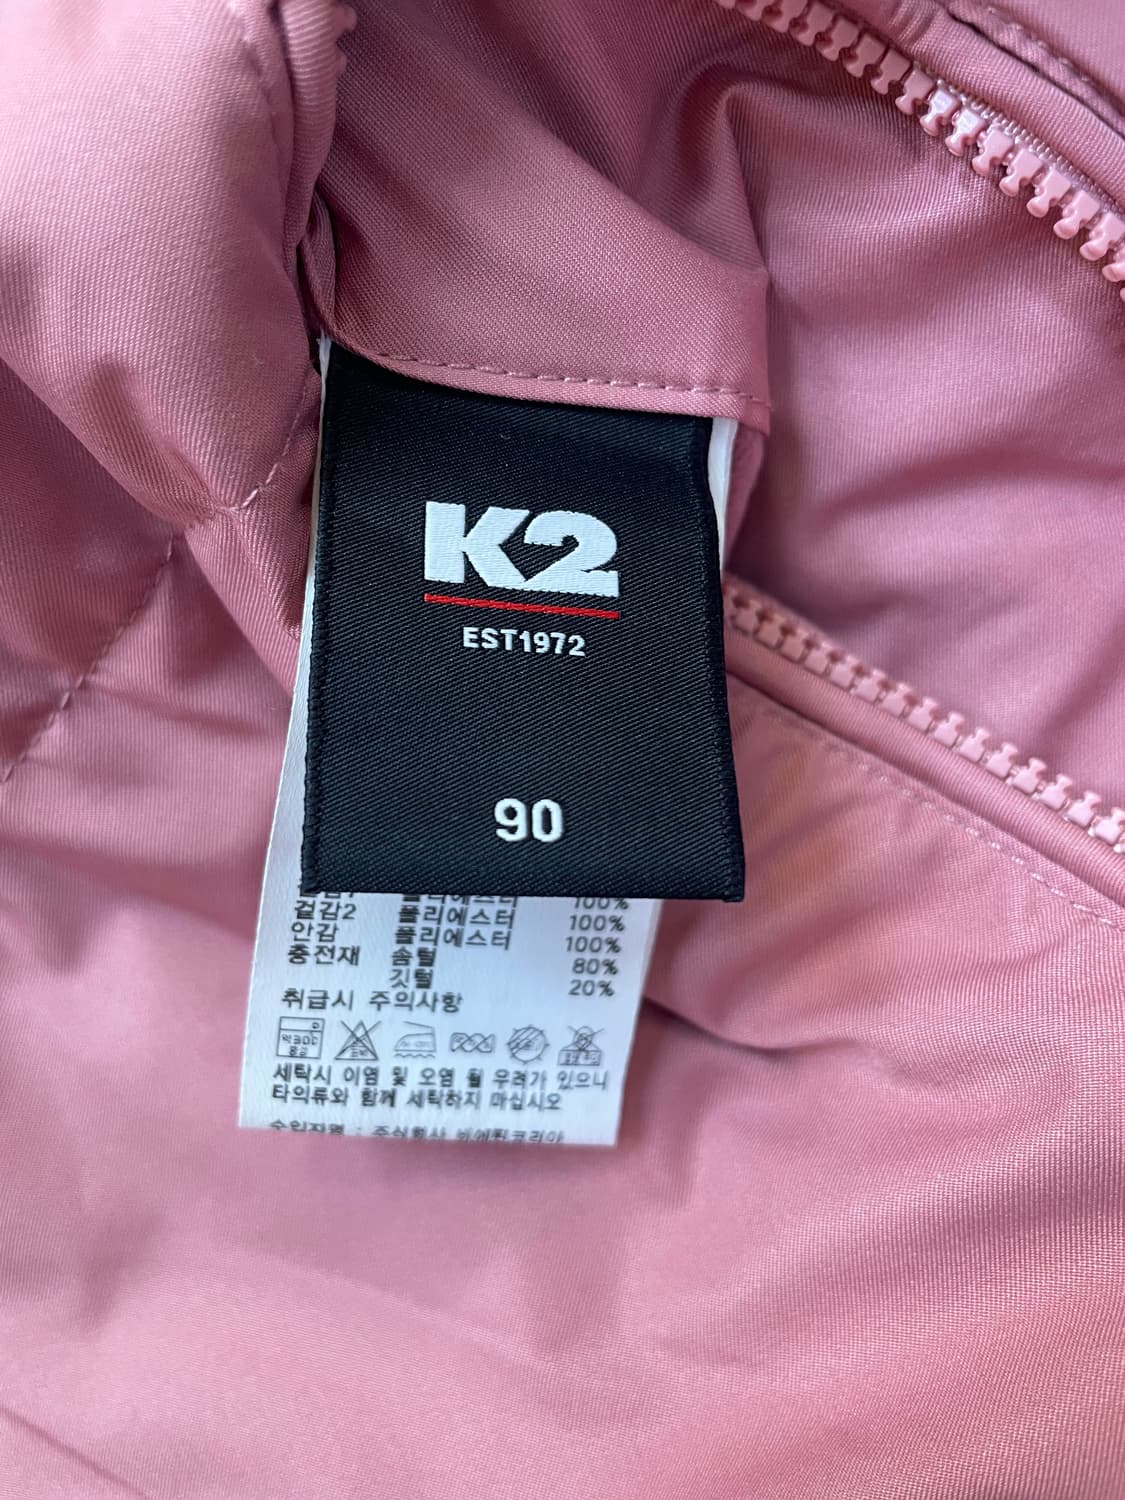 K2
EST1972
90
100%
겉감2 폴리에스터 100%
안감 폴리에스터 100%
충전재 솜털 80%
깃털 20%
취급시 주의사항
세탁시 이염 및 오염 될 우려가 있으니
타의류와 함께 세탁하지 마십시오